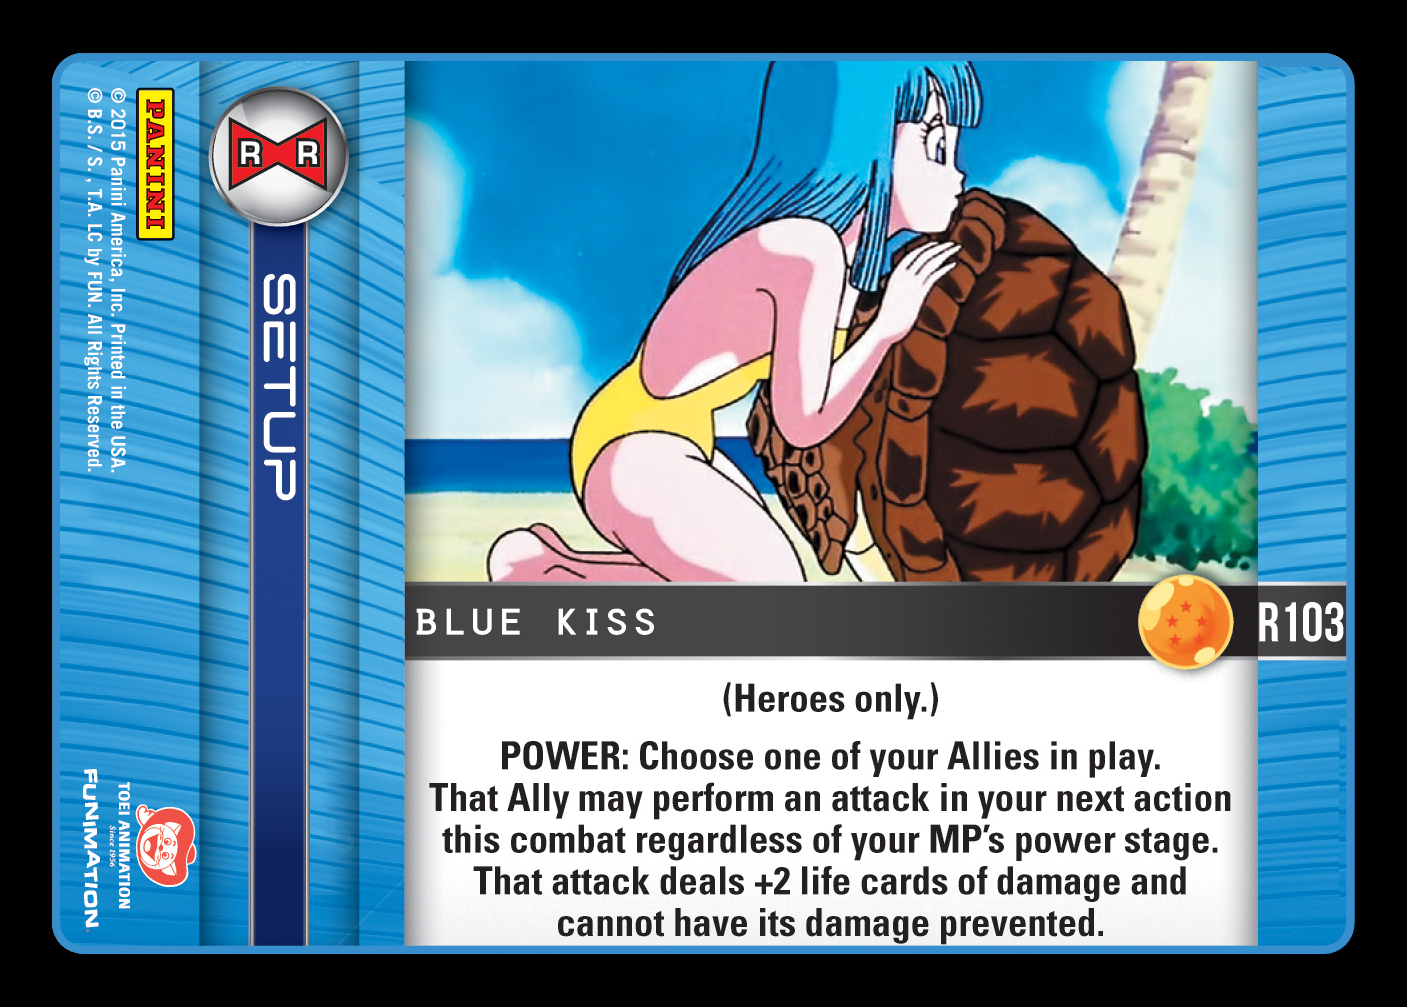 PANINI
© 2015 Panini America, Inc. Printed in the USA.
© B.S. / S. , T.A. LC by FUN. All Rights Reserved.
R R
SETUP
TOEI ANIMATION
Since 1956
FUNIMATION
BLUE KISS
R103
(Heroes only.)
POWER: Choose one of your Allies in play.
That Ally may perform an attack in your next action
this combat regardless of your MP’s power stage.
That attack deals +2 life cards of damage and
cannot have its damage prevented.